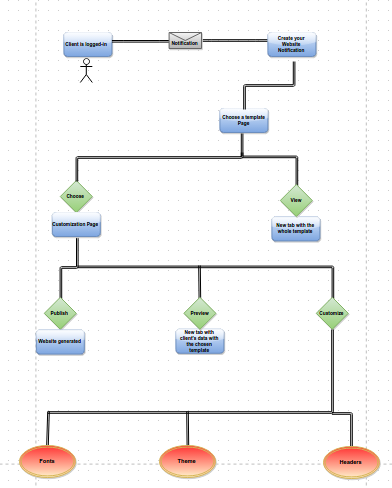 Client is logged-in
Notification
Create your
Website
Notification
Choose a template
Page
Choose
View
Customization Page
New tab with the
whole template
Publish
Preview
Customize
Website generated
New tab with
client's data with
the chosen
template
Fonts
Theme
Headers